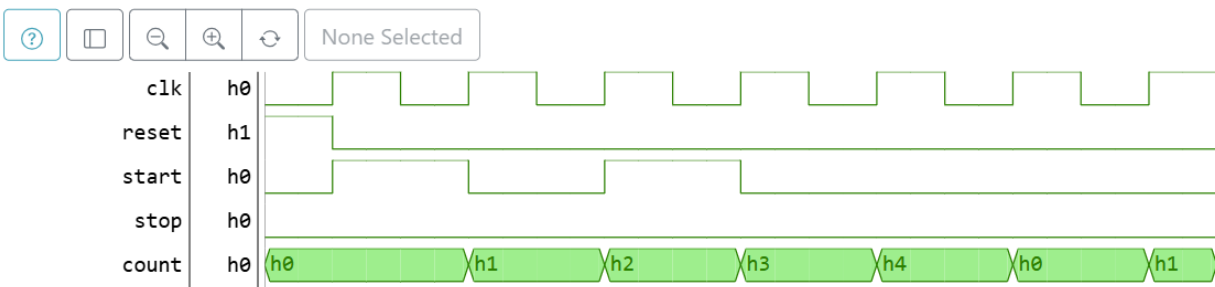 ? None Selected
clk h0
reset h1
start h0
stop h0
count h0 h0 h1 h2 h3 h4 h0 h1